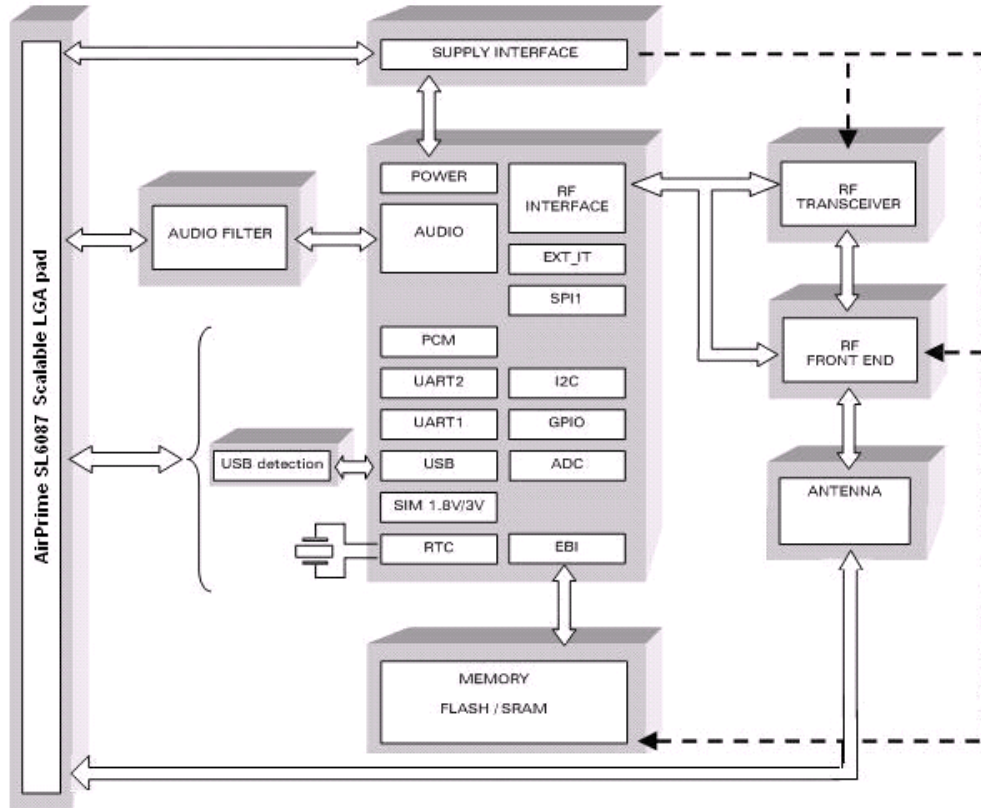 AirPrime SL6087 Scalable LGA pad
SUPPLY INTERFACE
POWER
RF
INTERFACE
RF
TRANSCEIVER
AUDIO FILTER
AUDIO
EXT_IT
SPI1
PCM
RF
FRONT END
UART2
I2C
UART1
GPIO
USB detection
USB
ADC
ANTENNA
SIM 1.8V/3V
RTC
EBI
MEMORY
FLASH / SRAM